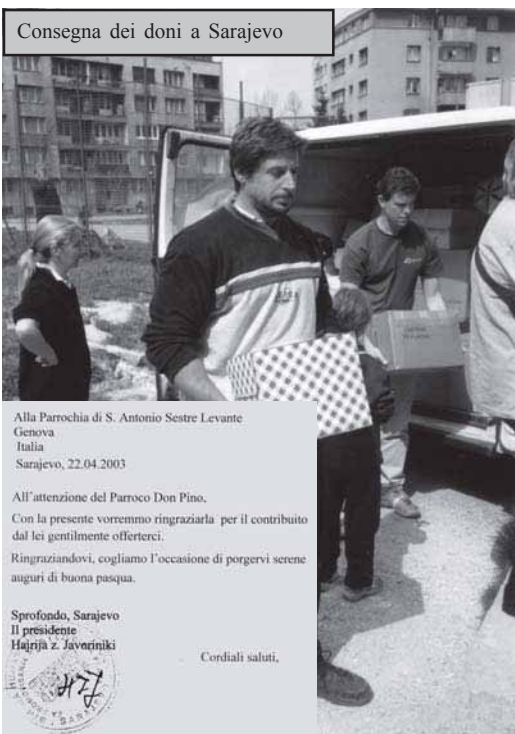 Consegna dei doni a Sarajevo
Alla Parrochia di S. Antonio Sestre Levante
Genova
Italia
Sarajevo, 22.04.2003
All'attenzione del Parroco Don Pino,
Con la presente vorremmo ringraziarla per il contribuito
dal lei gentilmente offerterci.
Ringraziandovi, cogliamo l'occasione di porgervi serene
auguri di buona pasqua.
Sprofondo, Sarajevo
Il presidente
Hajrija z. Javoriniki
Cordiali saluti,